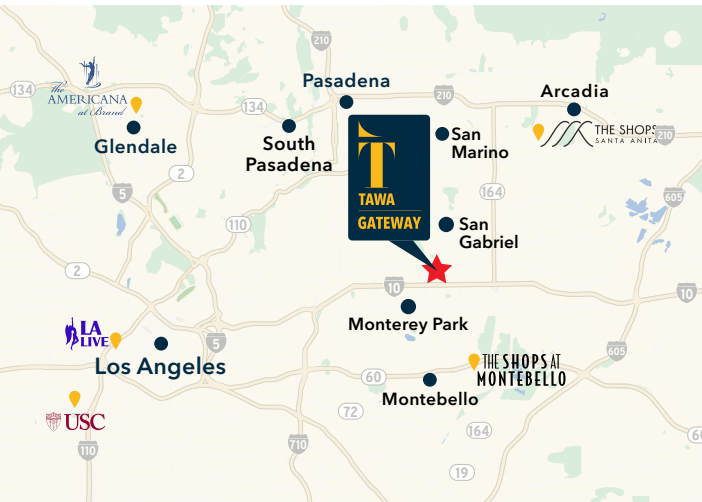 210
Pasadena
The
AMERICANA
at Brand
134
134
210
Arcadia
Glendale
South
Pasadena
San
Marino
THE SHOPS
SANTA ANITA
210
T
TAWA
GATEWAY
2
5
164
605
110
San
Gabriel
2
10
10
Monterey Park
LA
LIVE
5
Los Angeles
605
THE SHOPS AT
MONTEBELLO
60
Montebello
72
USC
164
60
110
710
19